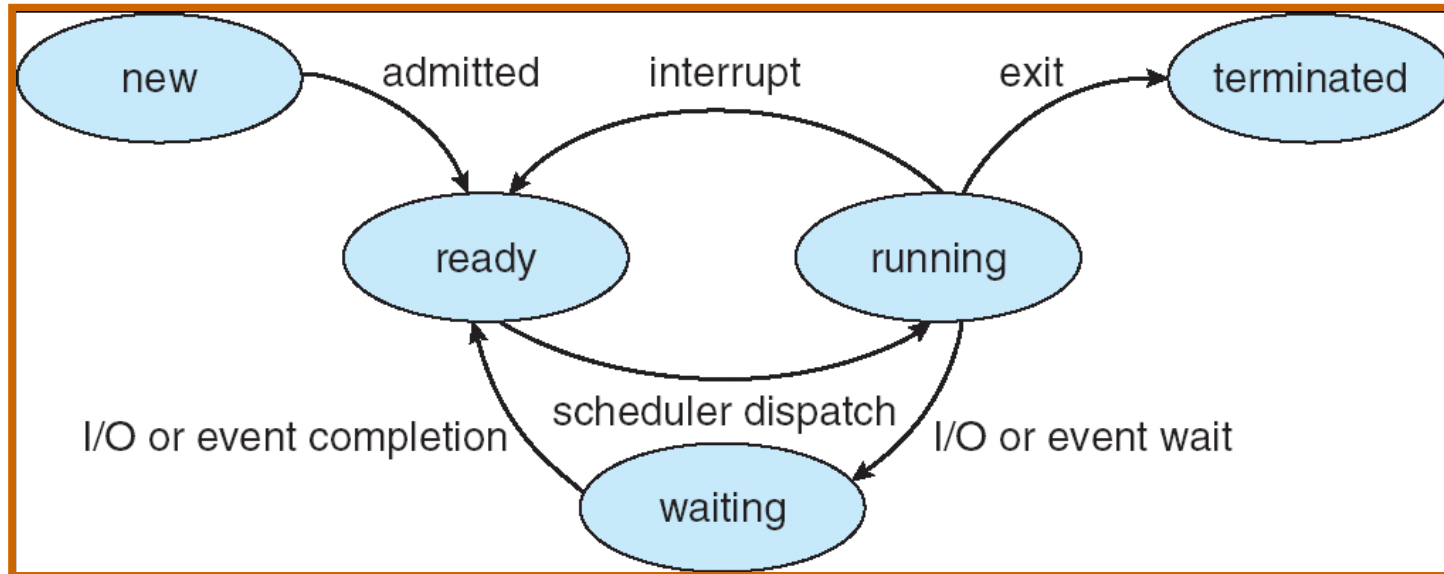 new
admitted
interrupt
exit
terminated
ready
running
scheduler dispatch
I/O or event completion
I/O or event wait
waiting